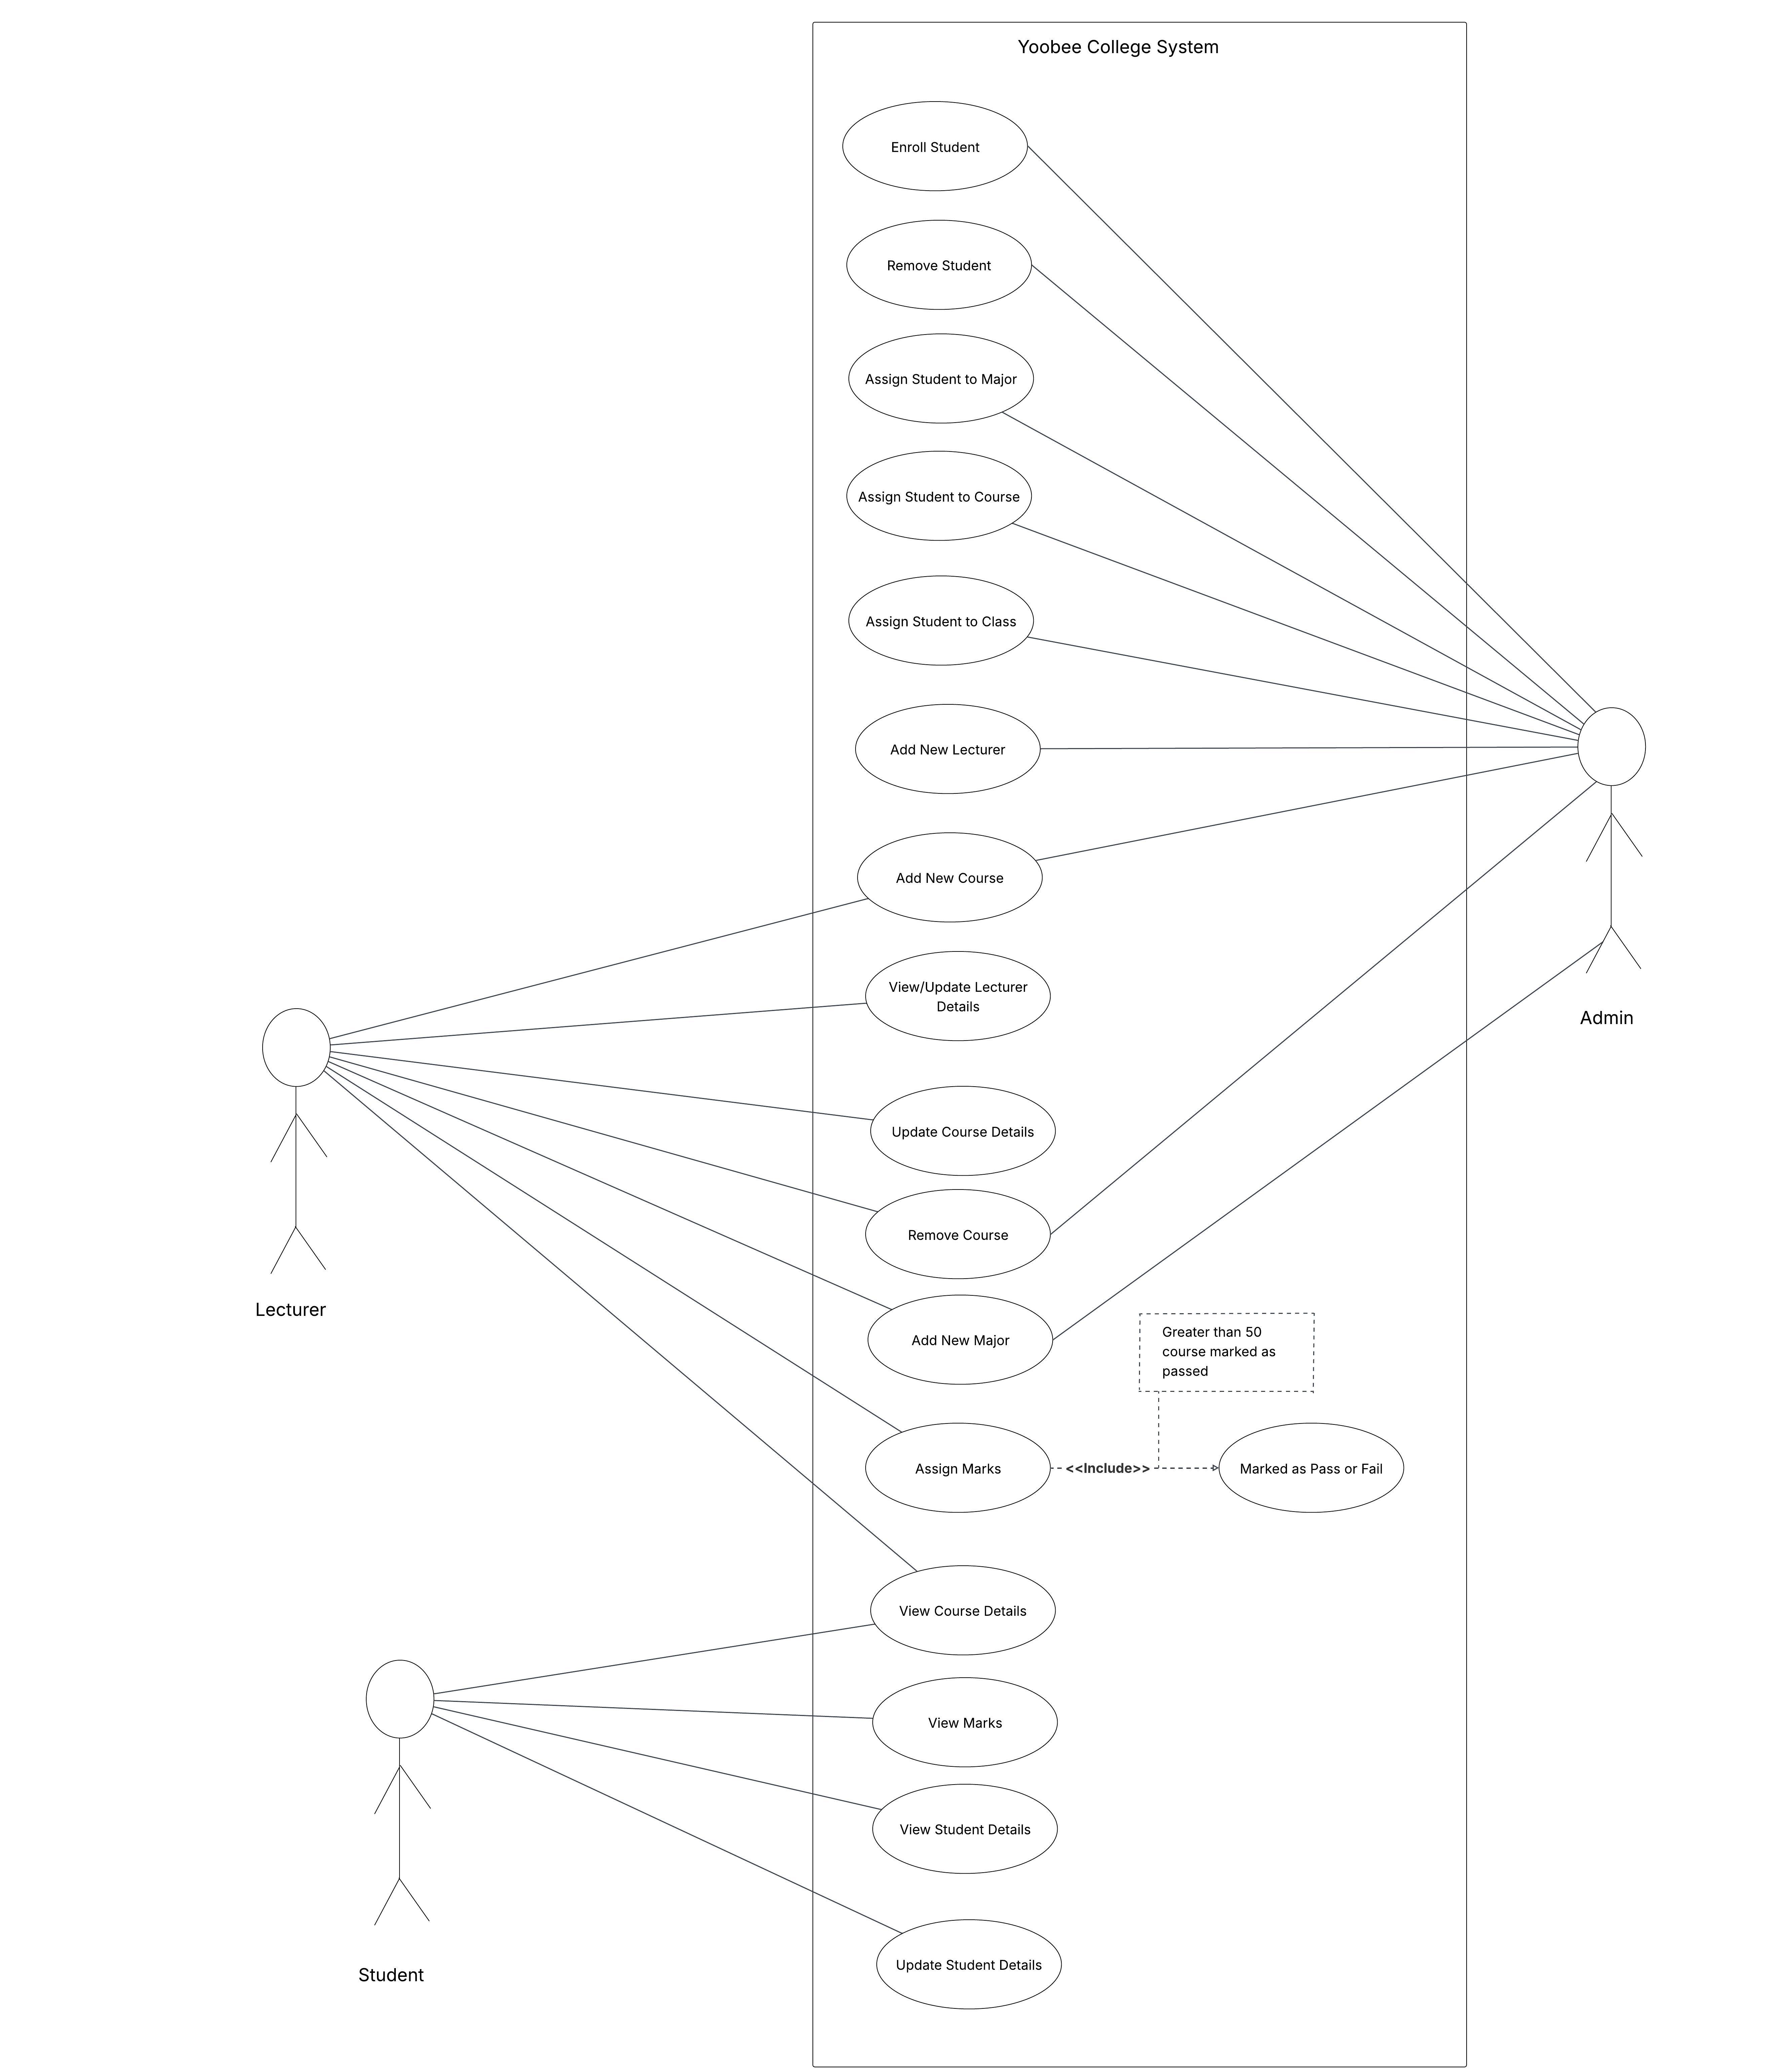 Yoobee College System
Enroll Student
Remove Student
Assign Student to Major
Assign Student to Course
Assign Student to Class
Add New Lecturer
Add New Course
View/Update Lecturer
Details
Admin
Update Course Details
Remove Course
Lecturer
Add New Major
Greater than 50
course marked as
passed
Assign Marks
<<Include>>
Marked as Pass or Fail
View Course Details
View Marks
View Student Details
Update Student Details
Student